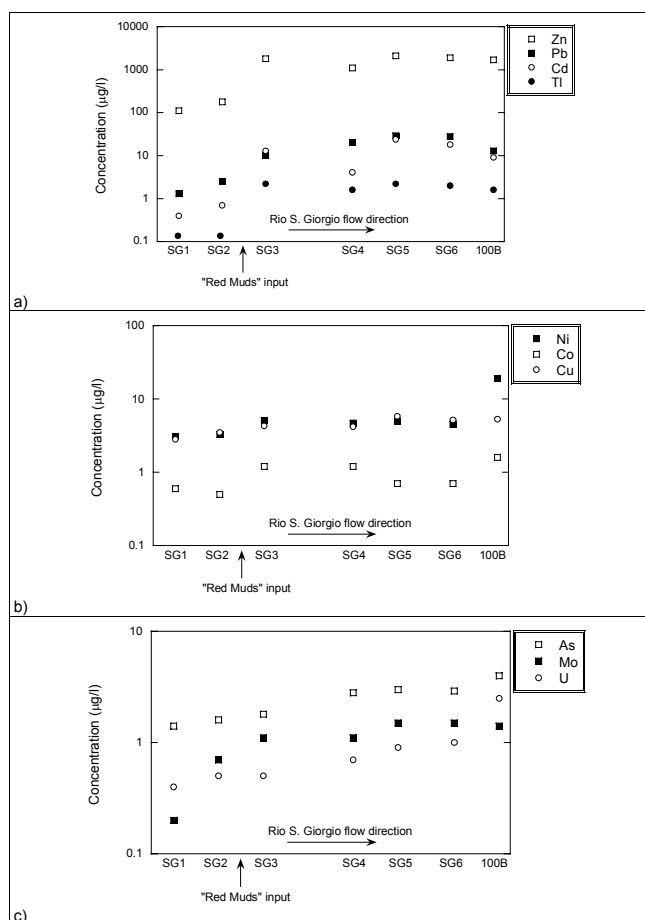 10000
1000
100
10
1
0.1
Concentration (µg/l)
Zn
Pb
Cd
Tl
Rio S. Giorgio flow direction
SG1 SG2 SG3 SG4 SG5 SG6 100B
"Red Muds" input
a)
100
10
1
0.1
Concentration (µg/l)
Ni
Co
Cu
Rio S. Giorgio flow direction
SG1 SG2 SG3 SG4 SG5 SG6 100B
"Red Muds" input
b)
10
1
0.1
Concentration (µg/l)
As
Mo
U
Rio S. Giorgio flow direction
SG1 SG2 SG3 SG4 SG5 SG6 100B
"Red Muds" input
c)